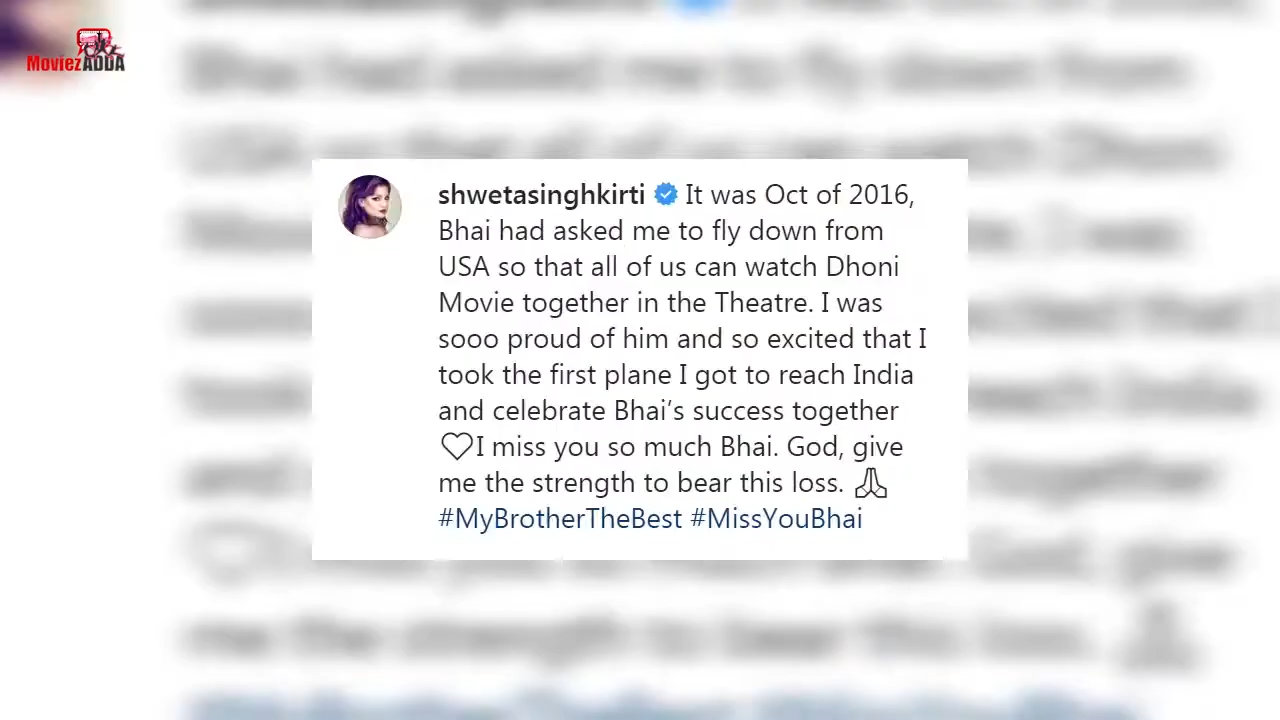 MoviezADDA
shwetasinghkirti It was Oct of 2016,
Bhai had asked me to fly down from
USA so that all of us can watch Dhoni
Movie together in the Theatre. I was
sooo proud of him and so excited that I
took the first plane I got to reach India
and celebrate Bhai's success together
♡I miss you so much Bhai. God, give
me the strength to bear this loss. 🙏
#MyBrotherTheBest #MissYouBhai